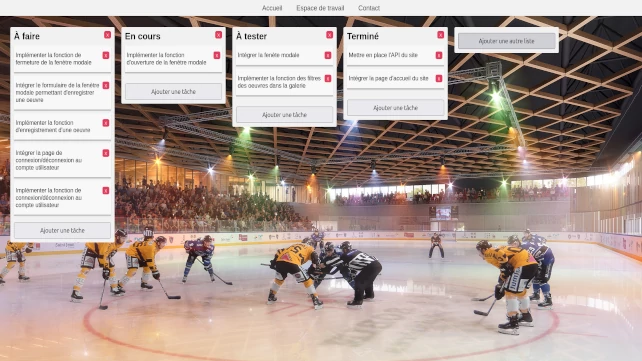 Accueil Espace de travail Contact
À faire
x
Implémenter la fonction de
fermeture de la fenêtre modale
x
Intégrer le formulaire de la fenêtre
modale permettant d'enregistrer
une oeuvre
x
Implémenter la fonction
d'enregistrement d'une oeuvre
x
Intégrer la page de
connexion/déconnexion au
compte utilisateur
x
Implémenter la fonction de
connexion/déconnexion au
compte utilisateur
x
Ajouter une tâche
En cours
x
Implémenter la fonction
d'ouverture de la fenêtre modale
x
Ajouter une tâche
À tester
x
Intégrer la fenêtre modale
x
Implémenter la fonction des filtres
des oeuvres dans la galerie
x
Ajouter une tâche
Terminé
x
Mettre en place l'API du site
x
Intégrer la page d'accueil du site
x
Ajouter une tâche
Ajouter une autre liste